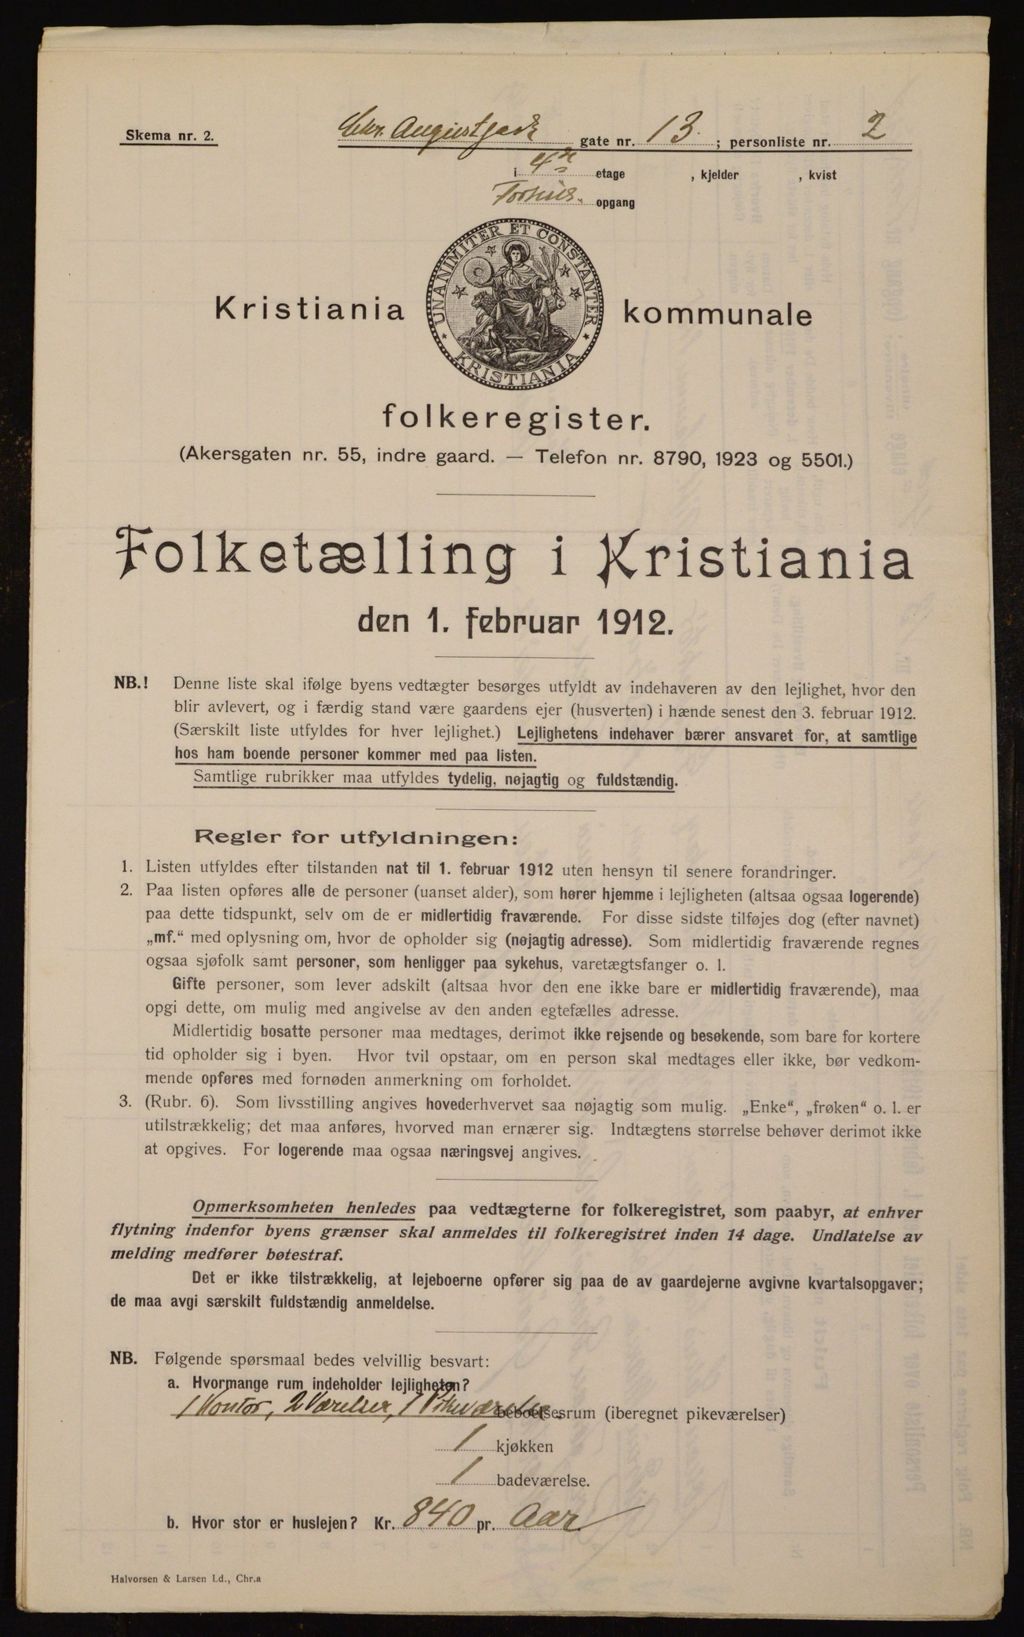 Skema nr. 2.
Chr. Augustgade gate nr. 13. ; personliste nr. 2
i 4de etage , kjelder , kvist
Forhus. opgang
UNANIMITER ET CONSTANTER
KRISTIANIA
Kristiania kommunale
folkeregister.
(Akersgaten nr. 55, indre gaard. — Telefon nr. 8790, 1923 og 5501.)
Folketælling i Kristiania
den 1. februar 1912.
NB.! Denne liste skal ifølge byens vedtægter besørges utfyldt av indehaveren av den lejlighet, hvor den
blir avlevert, og i færdig stand være gaardens ejer (husverten) i hænde senest den 3. februar 1912.
(Særskilt liste utfyldes for hver lejlighet.) Lejlighetens indehaver bærer ansvaret for, at samtlige
hos ham boende personer kommer med paa listen.
Samtlige rubrikker maa utfyldes tydelig, nøjagtig og fuldstændig.
Regler for utfyldningen:
1. Listen utfyldes efter tilstanden nat til 1. februar 1912 uten hensyn til senere forandringer.
2. Paa listen opføres alle de personer (uanset alder), som hører hjemme i lejligheten (altsaa ogsaa logerende)
paa dette tidspunkt, selv om de er midlertidig fraværende. For disse sidste tilføjes dog (efter navnet)
„mf.“ med oplysning om, hvor de opholder sig (nøjagtig adresse). Som midlertidig fraværende regnes
ogsaa sjøfolk samt personer, som henligger paa sykehus, varetægtsfanger o. l.
Gifte personer, som lever adskilt (altsaa hvor den ene ikke bare er midlertidig fraværende), maa
opgi dette, om mulig med angivelse av den anden egtefælles adresse.
Midlertidig bosatte personer maa medtages, derimot ikke rejsende og besøkende, som bare for kortere
tid opholder sig i byen. Hvor tvil opstaar, om en person skal medtages eller ikke, bør vedkom-
mende opføres med fornøden anmerkning om forholdet.
3. (Rubr. 6). Som livsstilling angives hovederhvervet saa nøjagtig som mulig. „Enke“, „frøken“ o. l. er
utilstrækkelig; det maa anføres, hvorved man ernærer sig. Indtægtens størrelse behøver derimot ikke
at opgives. For logerende maa ogsaa næringsvej angives.
Opmerksomheten henledes paa vedtægterne for folkeregistret, som paabyr, at enhver
flytning indenfor byens grænser skal anmeldes til folkeregistret inden 14 dage. Undlatelse av
melding medfører bøtestraf.
Det er ikke tilstrækkelig, at lejeboerne opfører sig paa de av gaardejerne avgivne kvartalsopgaver;
de maa avgi særskilt fuldstændig anmeldelse.
NB. Følgende spørsmaal bedes velvillig besvart:
a. Hvormange rum indeholder lejligheten?
1 Kontor, 2 Værelser, 1 Pikeværelse. beboelsesrum (iberegnet pikeværelser)
1 kjøkken
1 badeværelse.
b. Hvor stor er huslejen? Kr. 840 pr. Aar.
Halvorsen & Larsen Ld., Chr.a